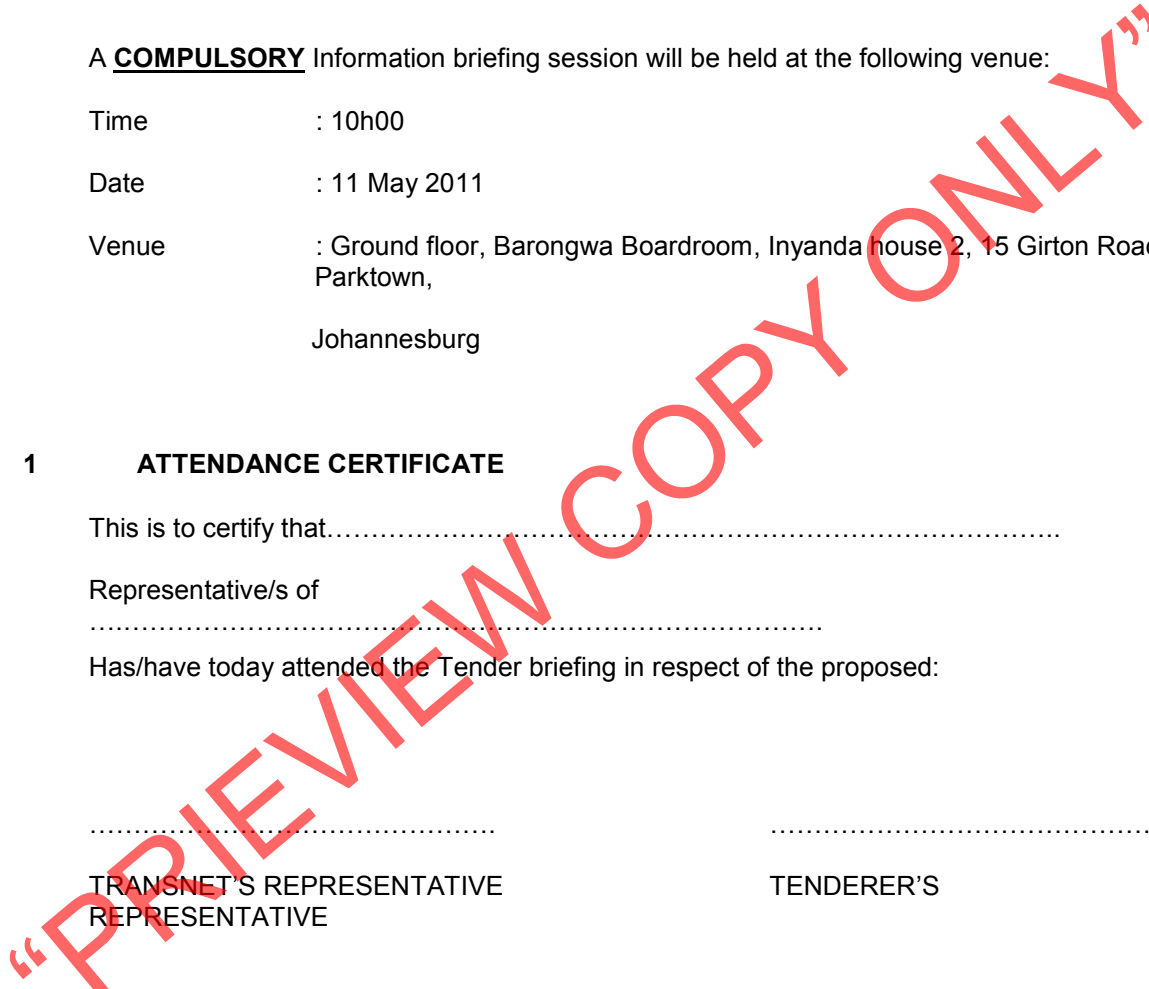 A COMPULSORY Information briefing session will be held at the following venue:
Time : 10h00
Date : 11 May 2011
Venue : Ground floor, Barongwa Boardroom, Inyanda house 2, 15 Girton Road
Parktown,
Johannesburg
1 ATTENDANCE CERTIFICATE
This is to certify that………………………………………………………………………..
Representative/s of
……………………………………………………………………….
Has/have today attended the Tender briefing in respect of the proposed:
………………………………………. …………………………………….
TRANSNET’S REPRESENTATIVE TENDERER’S
REPRESENTATIVE
“PRIEVIEW COPY ONLY”